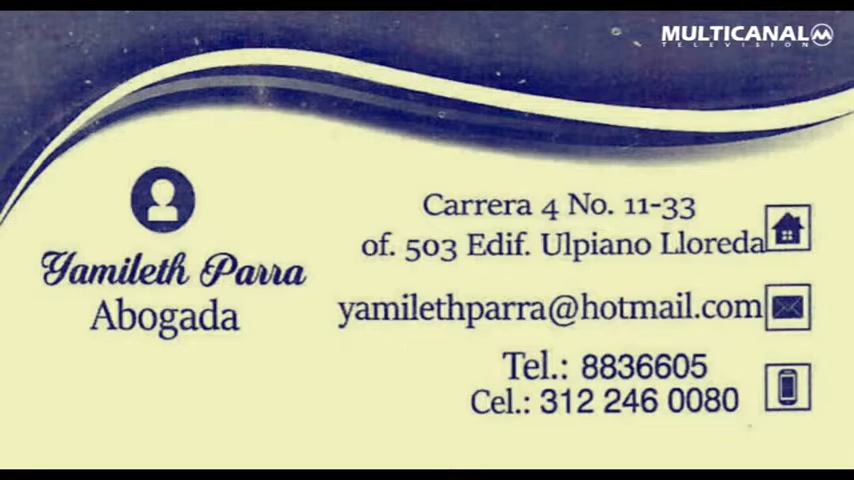 MULTICANAL
TELEVISION
Yamileth Parra
Abogada
Carrera 4 No. 11-33
of. 503 Edif. Ulpiano Lloreda
yamilethparra@hotmail.com
Tel.: 8836605
Cel.: 312 246 0080